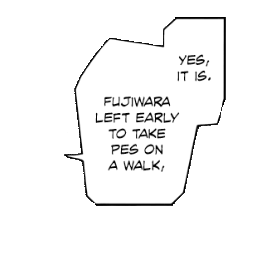 YES,
IT IS.
FUJIWARA
LEFT EARLY
TO TAKE
PES ON
A WALK,